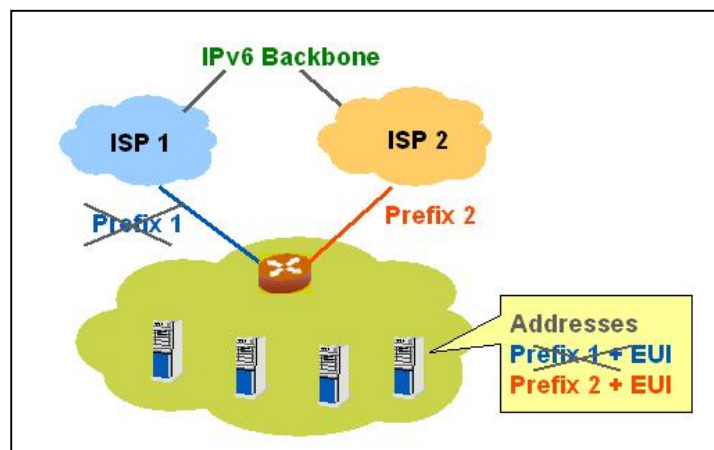 IPv6 Backbone
ISP 1
ISP 2
Prefix 1
Prefix 2
Addresses
Prefix 1 + EUI
Prefix 2 + EUI